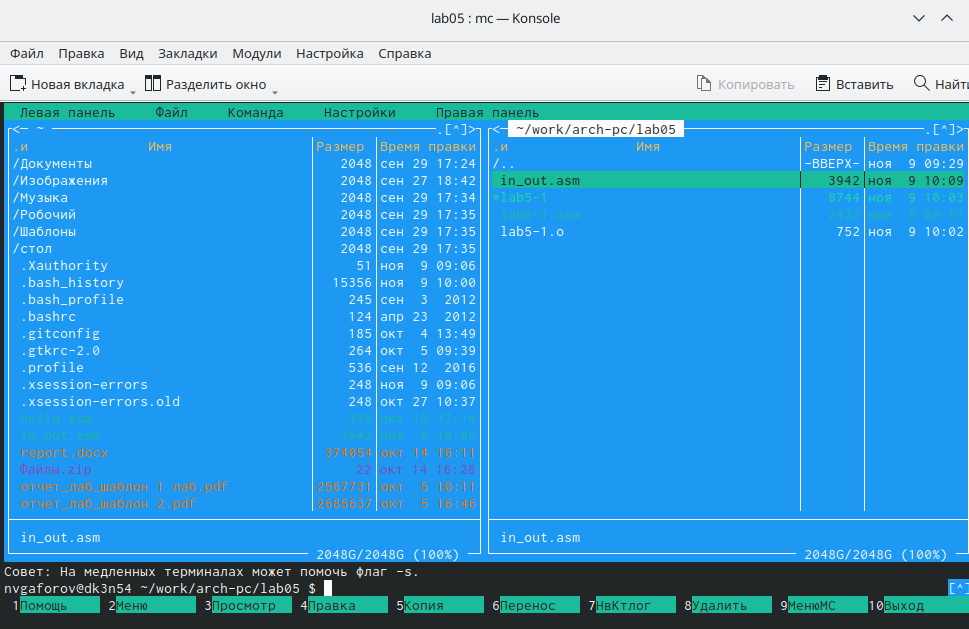 lab05 : mc — Konsole
Файл Правка Вид Закладки Модули Настройка Справка
Новая вкладка Разделить окно Копировать Вставить Найти
Левая панель Файл Команда Настройки Правая панель
<─ ~ .[^]>
.и Имя Размер Время правки
/Документы 2048 сен 29 17:24
/Изображения 2048 сен 27 18:42
/Музыка 2048 сен 29 17:34
/Робочий 2048 сен 29 17:35
/Шаблоны 2048 сен 29 17:35
/стол 2048 сен 29 17:35
.Xauthority 51 ноя 9 09:06
.bash_history 15356 ноя 9 10:00
.bash_profile 245 сен 3 2012
.bashrc 124 апр 23 2012
.gitconfig 185 окт 4 13:49
.gtkrc-2.0 264 окт 5 09:39
.profile 536 сен 12 2016
.xsession-errors 248 ноя 9 09:06
.xsession-errors.old 248 окт 27 10:37
hello.asm окт 17:14
in_out.asm 3942 ноя 9 10:09
report.docx 374054 окт 14 16:11
Файлы.zip 22 окт 14 16:28
отчет_лаб_шаблон 1 лаб.pdf 2567731 окт 5 10:11
отчет_лаб_шаблон 2.pdf 2685637 окт 5 16:46
in_out.asm
2048G/2048G (100%)
<─ ~/work/arch-pc/lab05 .[^]>
.и Имя Размер Время правки
/.. -ВВЕРХ- ноя 9 09:29
in_out.asm 3942 ноя 9 10:09
*lab5-1 8744 ноя 9 10:03
lab5-1.asm 2433 ноя 9 09:51
lab5-1.o 752 ноя 9 10:02
in_out.asm
2048G/2048G (100%)
Совет: На медленных терминалах может помочь флаг -s.
nvgaforov@dk3n54 ~/work/arch-pc/lab05 $ [^]
1Помощь 2Меню 3Просмотр 4Правка 5Копия 6Перенос 7НвКтлог 8Удалить 9МенюМС 10Выход